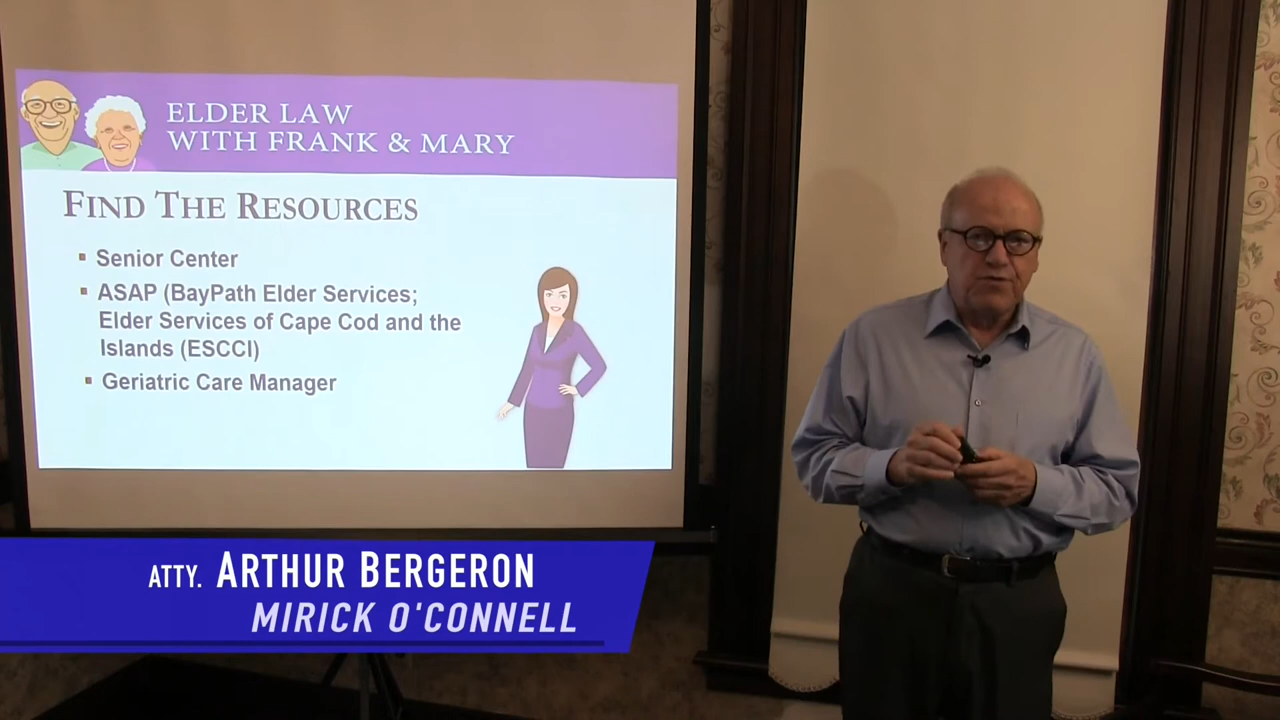 ELDER LAW
WITH FRANK & MARY
FIND THE RESOURCES
▪ Senior Center
▪ ASAP (BayPath Elder Services;
Elder Services of Cape Cod and the
Islands (ESCCI)
▪ Geriatric Care Manager
ATTY. ARTHUR BERGERON
MIRICK O'CONNELL